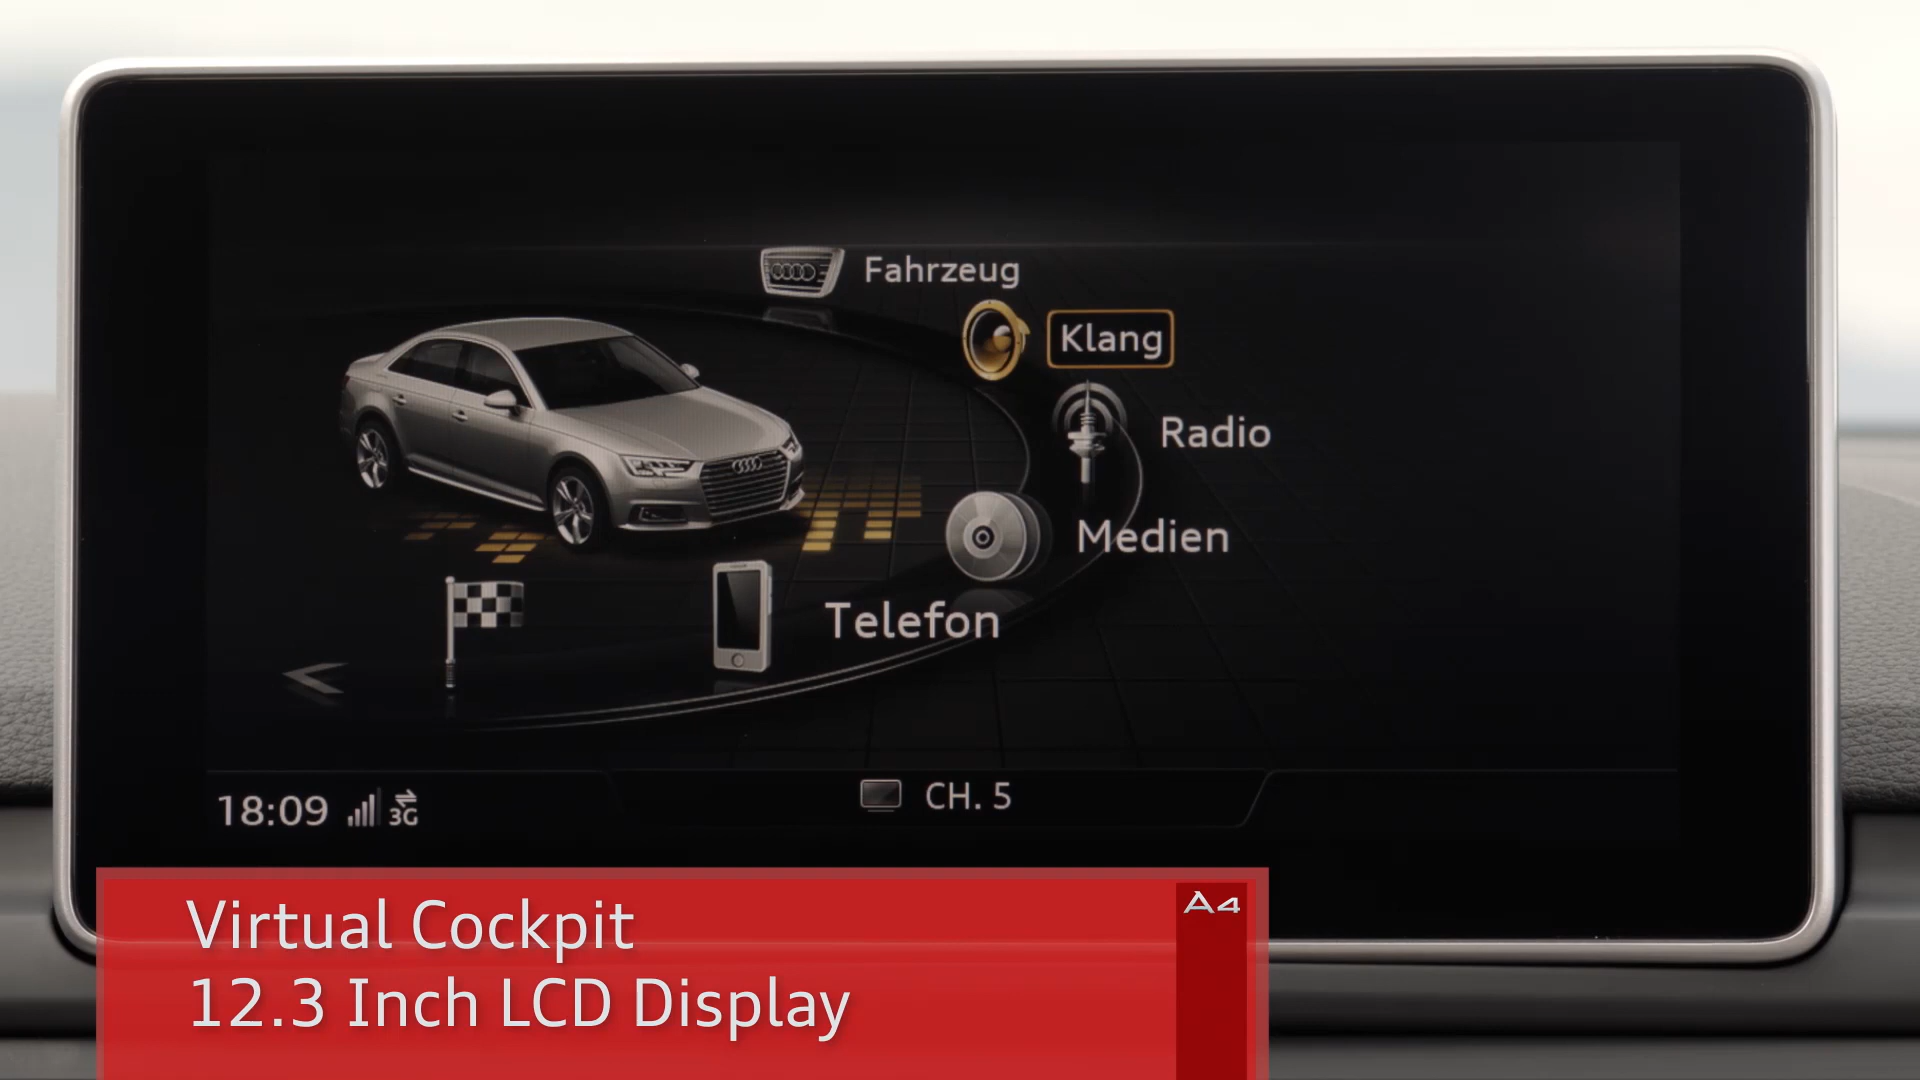 Fahrzeug
Klang
Radio
Medien
Telefon
18:09 3G
CH. 5
Virtual Cockpit
12.3 Inch LCD Display
A4